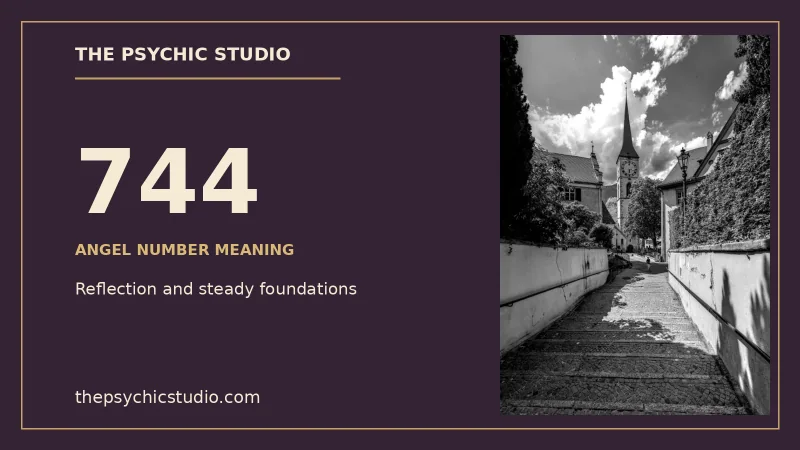 THE PSYCHIC STUDIO
744
ANGEL NUMBER MEANING
Reflection and steady foundations
thepsychicstudio.com